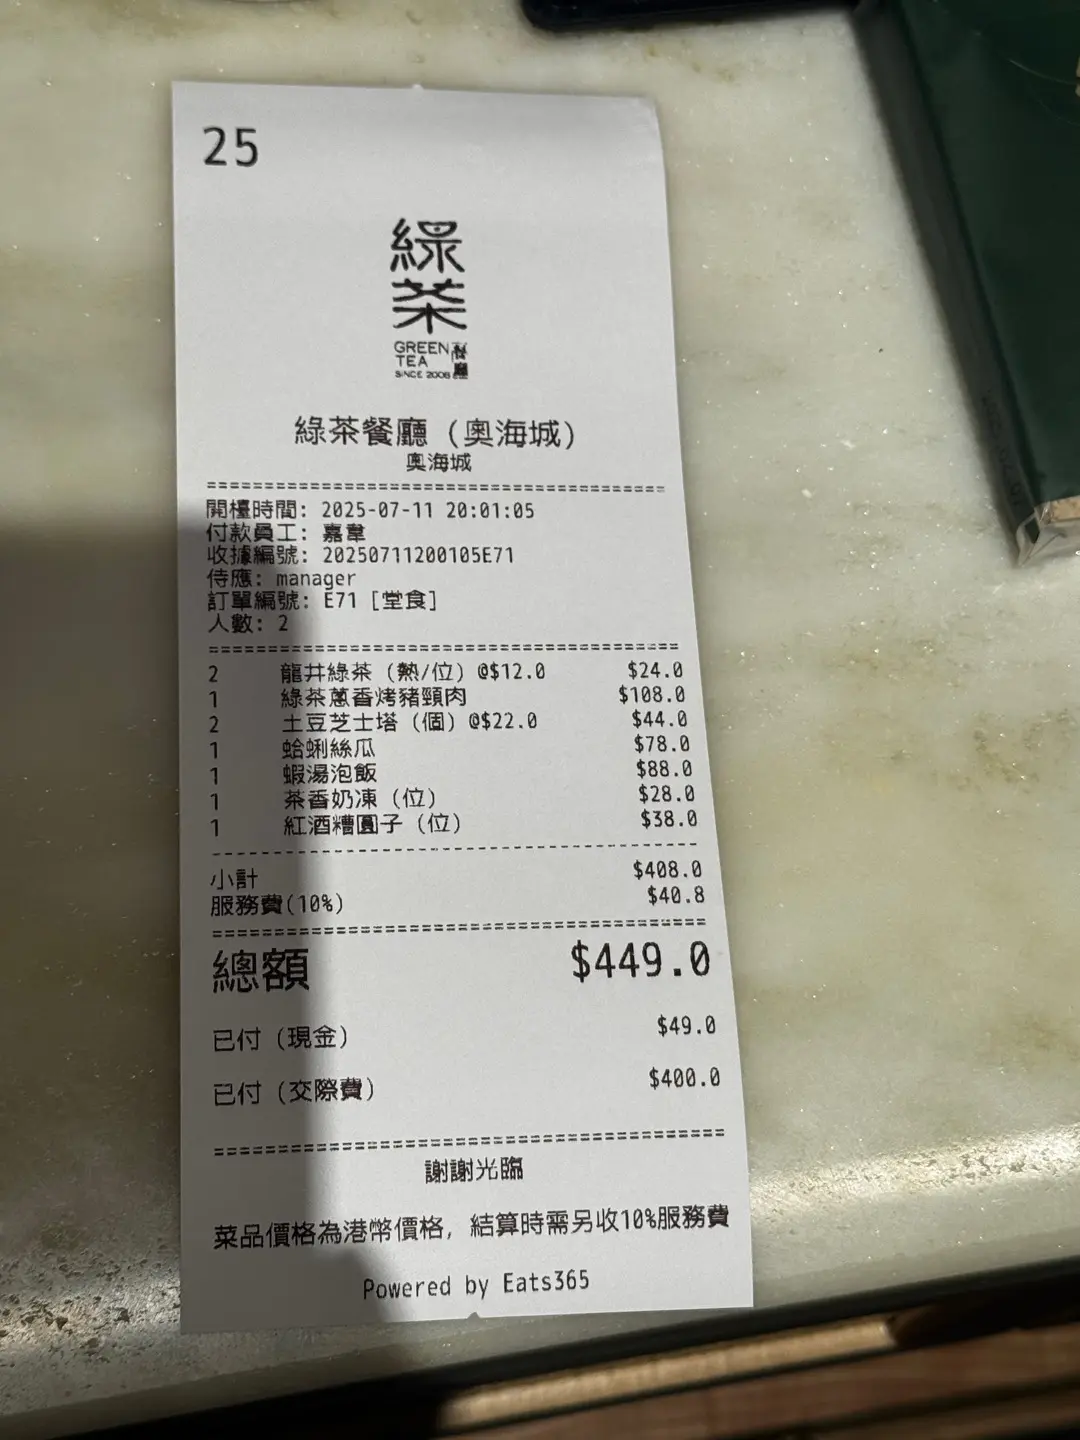 25
綠茶
GREEN TEA 餐廳
SINCE 2008
綠茶餐廳 (奧海城)
奧海城
開檯時間: 2025-07-11 20:01:05
付款員工: 嘉韋
收據編號: 20250711200105E71
侍應: manager
訂單編號: E71 [堂食]
人數: 2
2 龍井綠茶 (熱/位) @$12.0 $24.0
1 綠茶蔥香烤豬頸肉 $108.0
2 土豆芝士塔 (個) @$22.0 $44.0
1 蛤蜊絲瓜 $78.0
1 蝦湯泡飯 $88.0
1 茶香奶凍 (位) $28.0
1 紅酒糟圓子 (位) $38.0
小計 $408.0
服務費(10%) $40.8
總額 $449.0
已付 (現金) $49.0
已付 (交際費) $400.0
謝謝光臨
菜品價格為港幣價格, 結算時需另收10%服務費
Powered by Eats365